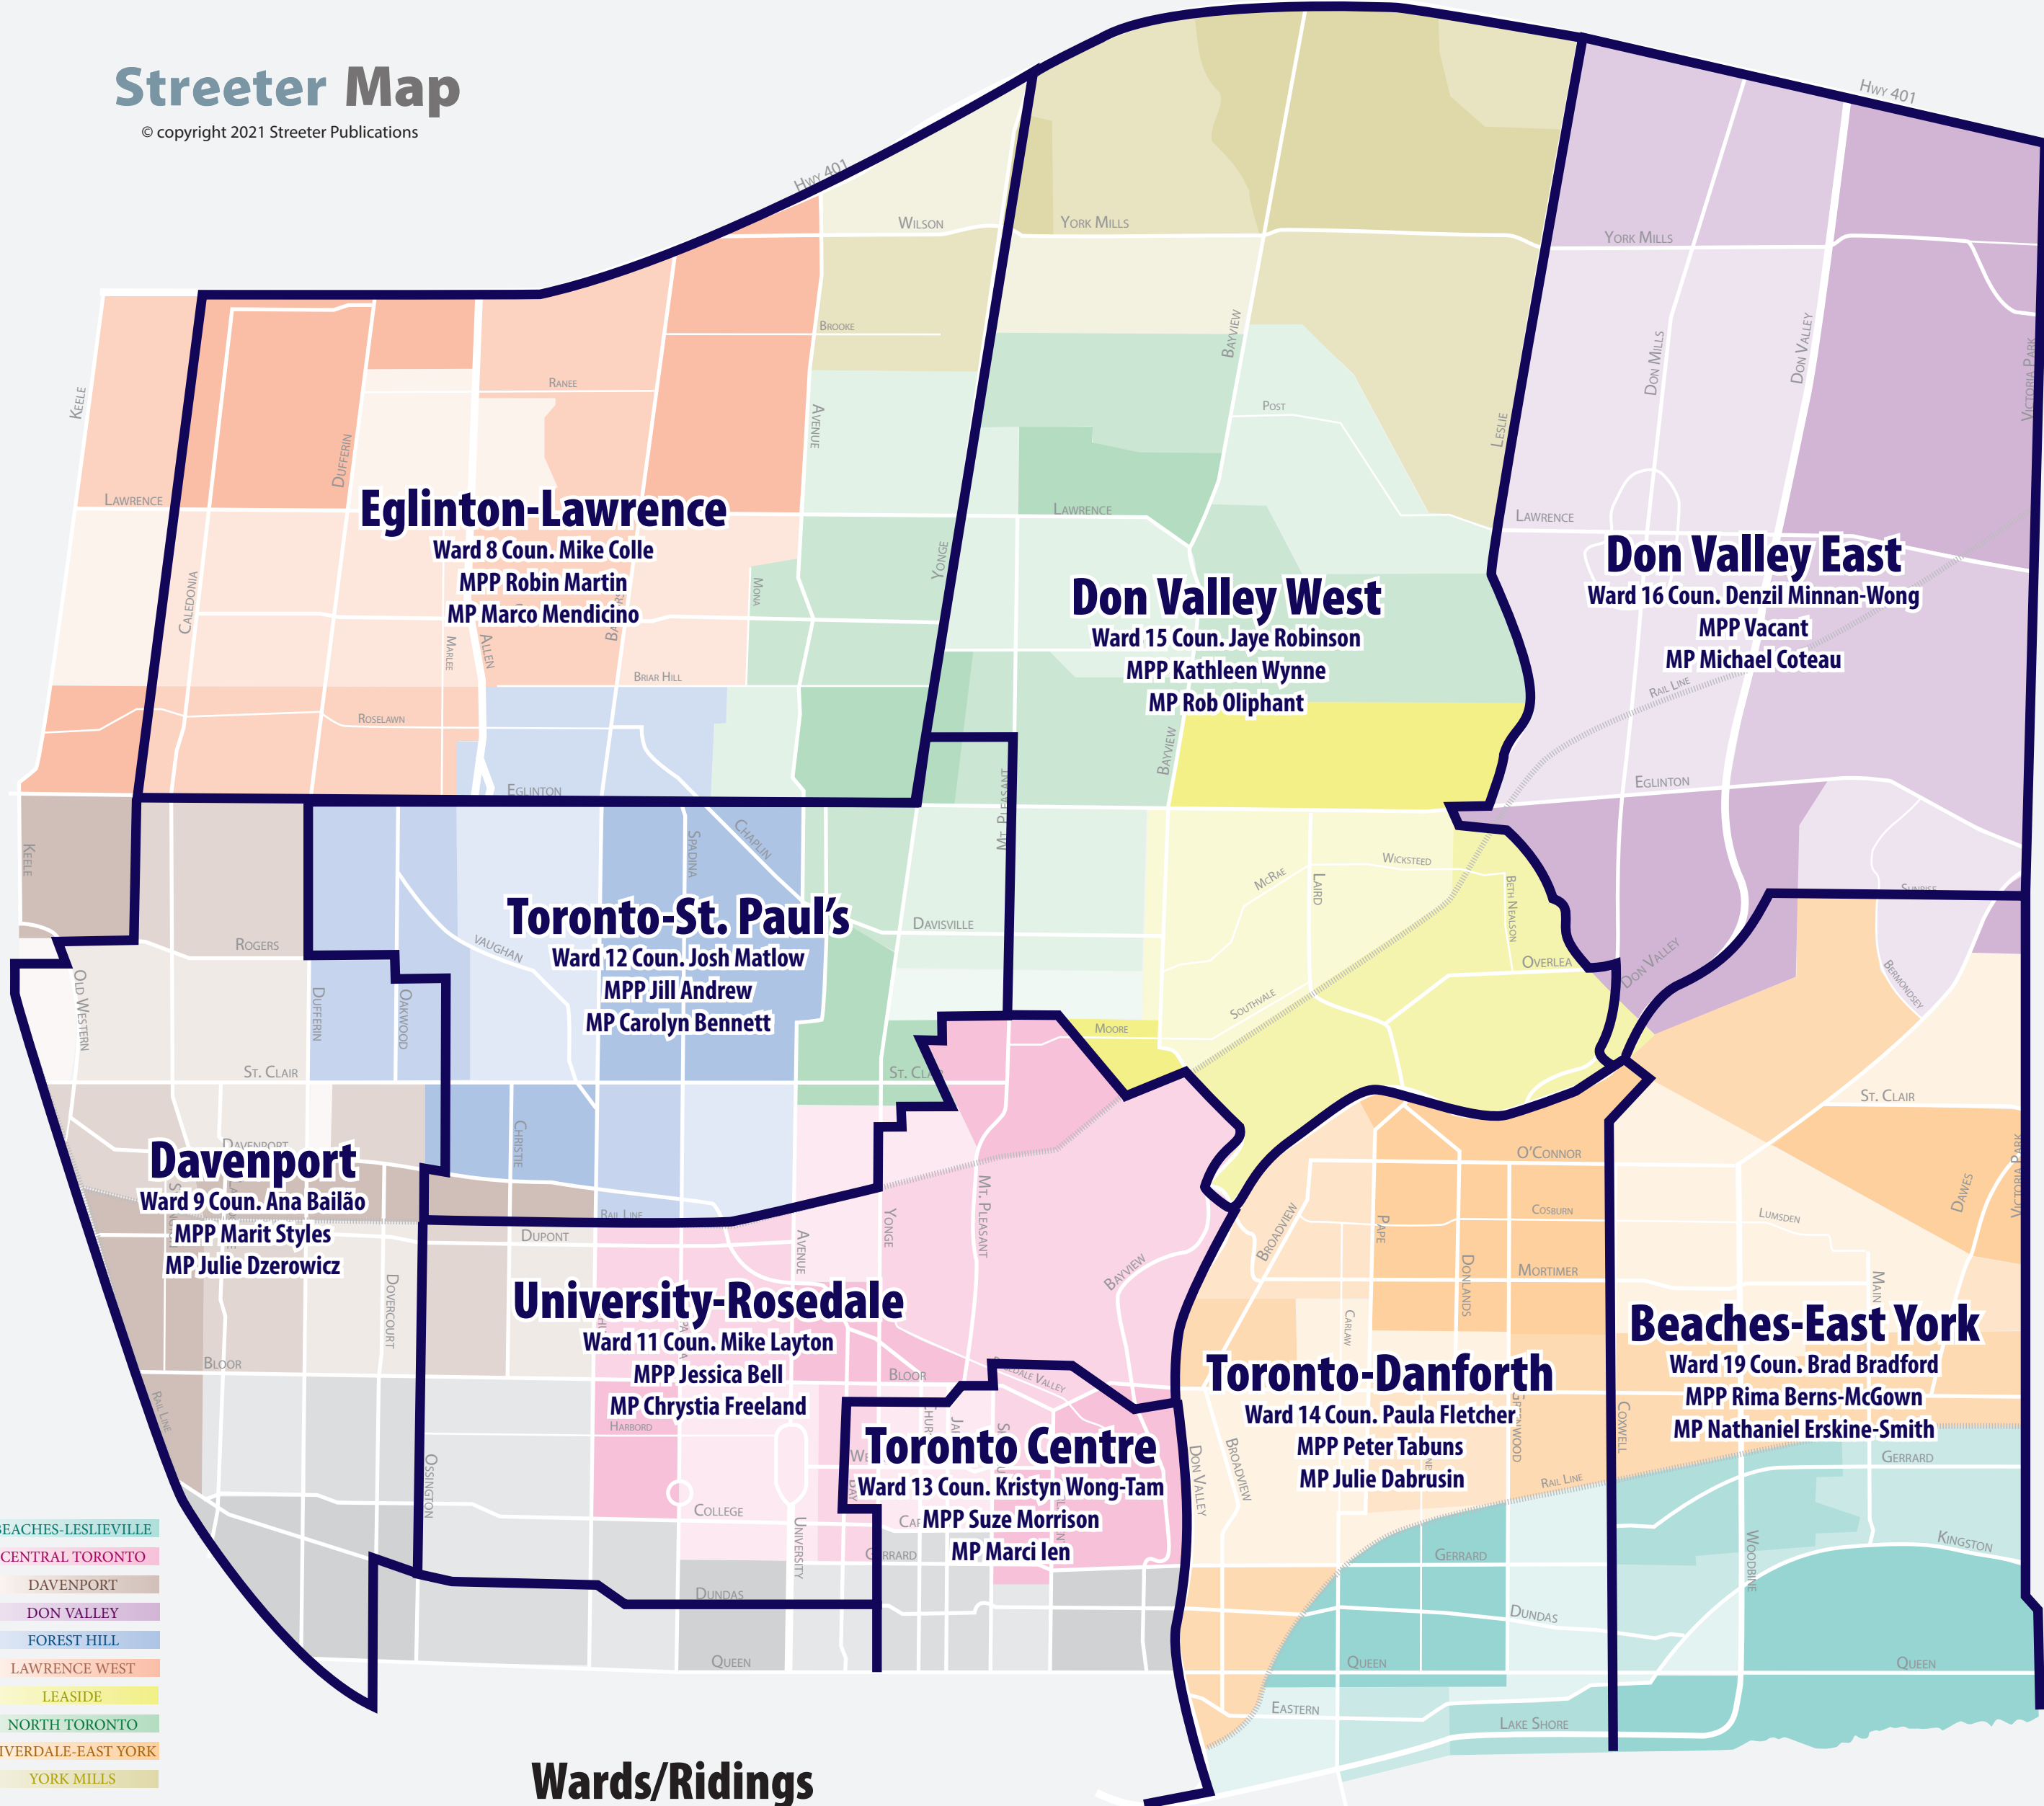 Streeter Map
© copyright 2021 Streeter Publications
Hwy 401
Hwy 401
Wilson
York Mills
York Mills
Brooke
Ranee
Keele
Dufferin
Avenue
Bayview
Post
Leslie
Don Mills
Don Valley
Victoria Park
Lawrence
Lawrence
Lawrence
Eglinton-Lawrence
Ward 8 Coun. Mike Colle
MPP Robin Martin
MP Marco Mendicino
Don Valley West
Ward 15 Coun. Jaye Robinson
MPP Kathleen Wynne
MP Rob Oliphant
Don Valley East
Ward 16 Coun. Denzil Minnan-Wong
MPP Vacant
MP Michael Coteau
Caledonia
Marlee
Allen
Mona
Yonge
Briar Hill
Roselawn
Rail Line
Bayview
Eglinton
Eglinton
Mt. Pleasant
Keele
Spadina
Chaplin
McRae
Laird
Wicksteed
Beth Nealson
Overlea
Southvale
Moore
Don Valley
Bermondsey
Toronto-St. Paul's
Ward 12 Coun. Josh Matlow
MPP Jill Andrew
MP Carolyn Bennett
Davisville
Rogers
Vaughan
Old Western
Dufferin
Oakwood
St. Clair
St. Clair
St. Clair
Christie
Davenport
Davenport
Ward 9 Coun. Ana Bailão
MPP Marit Styles
MP Julie Dzerowicz
Rail Line
Dupont
Dovercourt
Avenue
Yonge
Mt. Pleasant
Bayview
O'Connor
Broadview
Pape
Cosburn
Donlands
Mortimer
Carlaw
Lumsden
Main
Dawes
Victoria Park
University-Rosedale
Ward 11 Coun. Mike Layton
MPP Jessica Bell
MP Chrystia Freeland
Bloor
Bloor
Rail Line
Harbord
Ossington
College
University
Dundas
Queen
Toronto Centre
Ward 13 Coun. Kristyn Wong-Tam
MPP Suze Morrison
MP Marci Ien
Toronto-Danforth
Ward 14 Coun. Paula Fletcher
MPP Peter Tabuns
MP Julie Dabrusin
Beaches-East York
Ward 19 Coun. Brad Bradford
MPP Rima Berns-McGown
MP Nathaniel Erskine-Smith
Coxwell
Don Valley
Broadview
Rail Line
Gerrard
Gerrard
Woodbine
Kingston
Dundas
Queen
Queen
Eastern
Lake Shore
CENTRAL TORONTO
DAVENPORT
DON VALLEY
FOREST HILL
LAWRENCE WEST
LEASIDE
NORTH TORONTO
YORK MILLS
Wards/Ridings